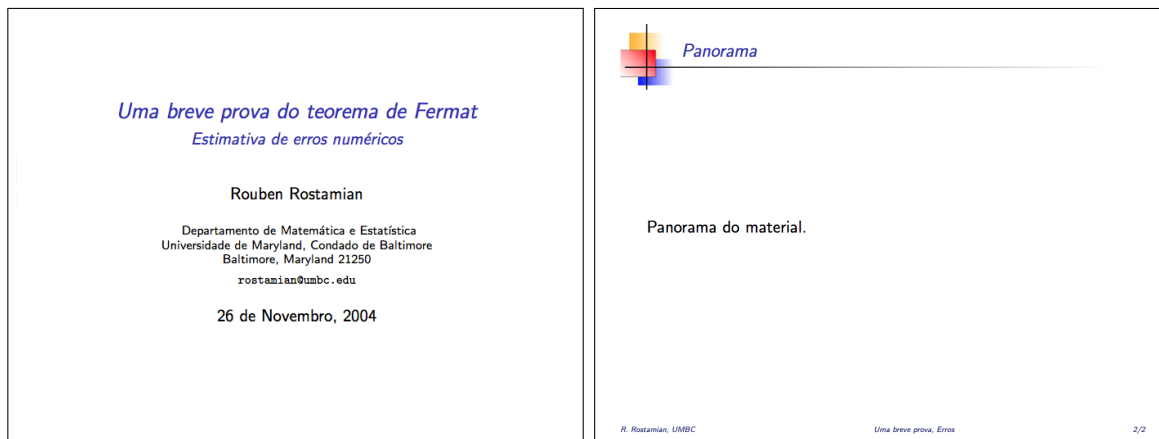 Uma breve prova do teorema de Fermat
Estimativa de erros numéricos
Rouben Rostamian
Departamento de Matemática e Estatística
Universidade de Maryland, Condado de Baltimore
Baltimore, Maryland 21250
rostamian@umbc.edu
26 de Novembro, 2004
Panorama
Panorama do material.
R. Rostamian, UMBC
Uma breve prova, Erros
2/2